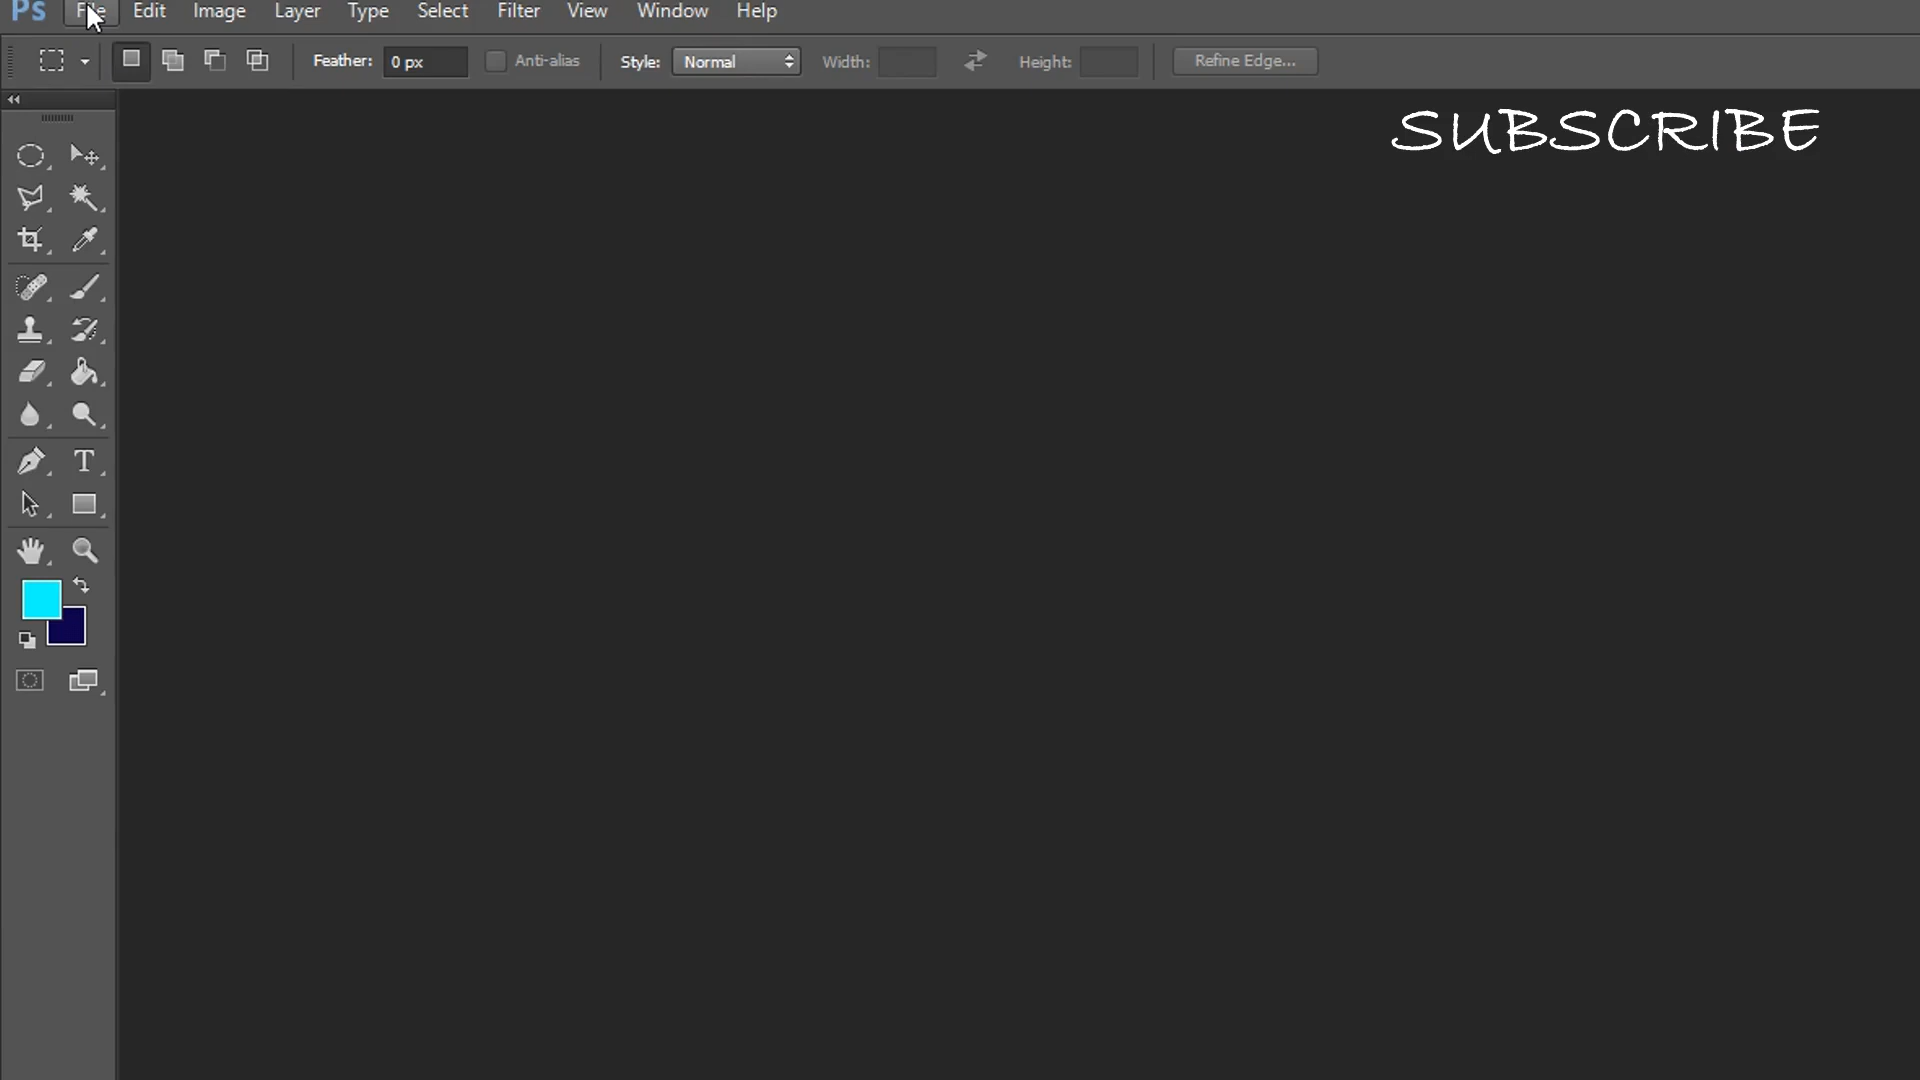 Ps File Edit Image Layer Type Select Filter View Window Help
Feather: 0 px Anti-alias Style: Normal Width: Height: Refine Edge...
SUBSCRIBE
T